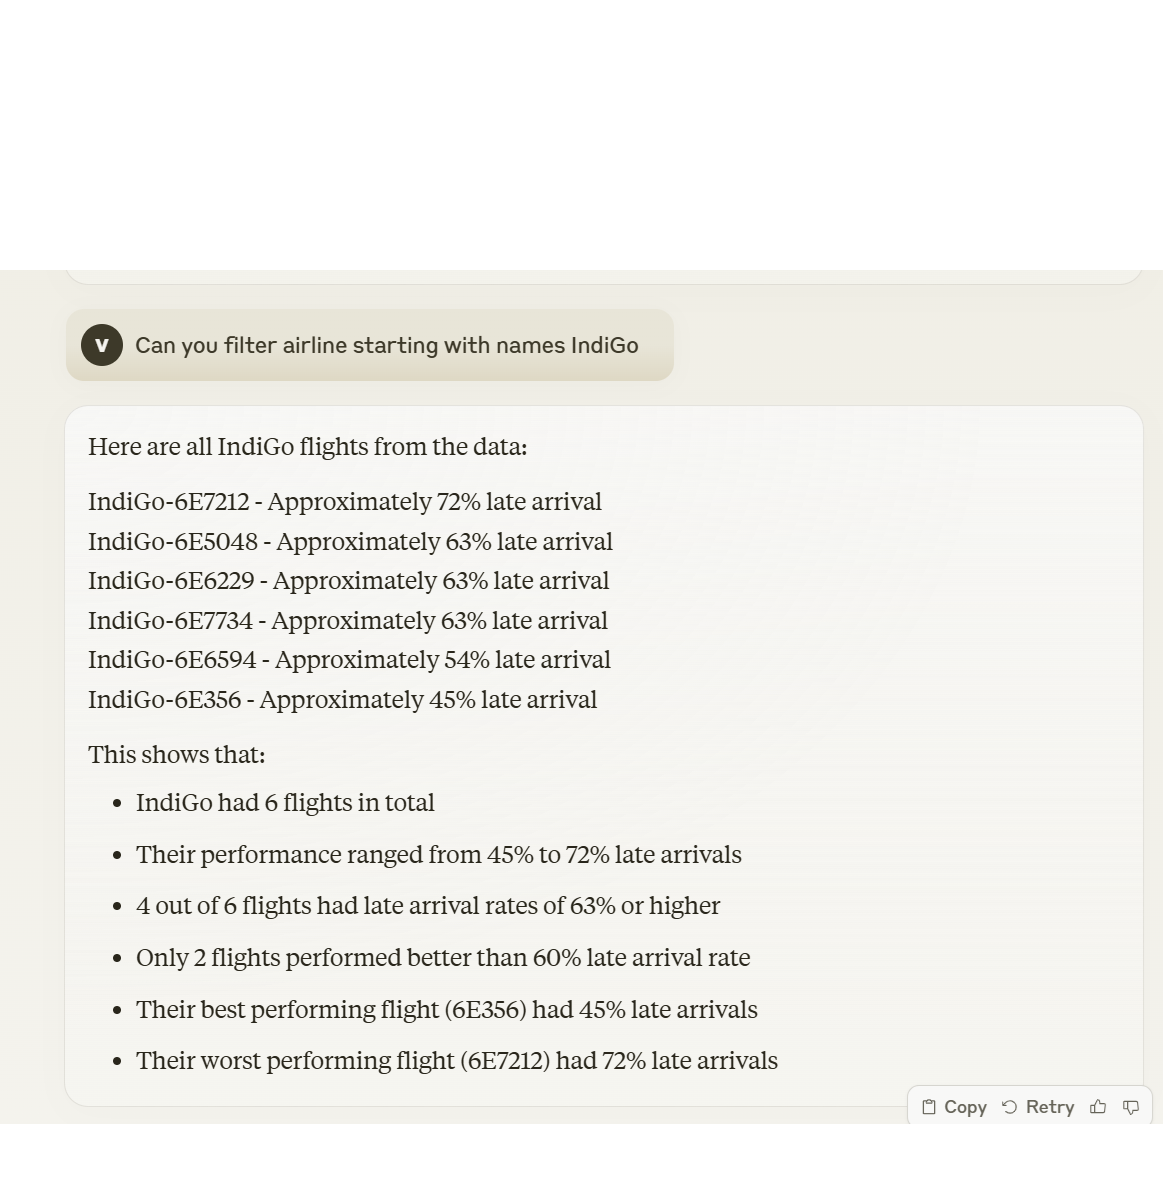 V
Can you filter airline starting with names IndiGo
Here are all IndiGo flights from the data:
IndiGo-6E7212 - Approximately 72% late arrival
IndiGo-6E5048 - Approximately 63% late arrival
IndiGo-6E6229 - Approximately 63% late arrival
IndiGo-6E7734 - Approximately 63% late arrival
IndiGo-6E6594 - Approximately 54% late arrival
IndiGo-6E356 - Approximately 45% late arrival
This shows that:
• IndiGo had 6 flights in total
• Their performance ranged from 45% to 72% late arrivals
• 4 out of 6 flights had late arrival rates of 63% or higher
• Only 2 flights performed better than 60% late arrival rate
• Their best performing flight (6E356) had 45% late arrivals
• Their worst performing flight (6E7212) had 72% late arrivals
Copy Retry